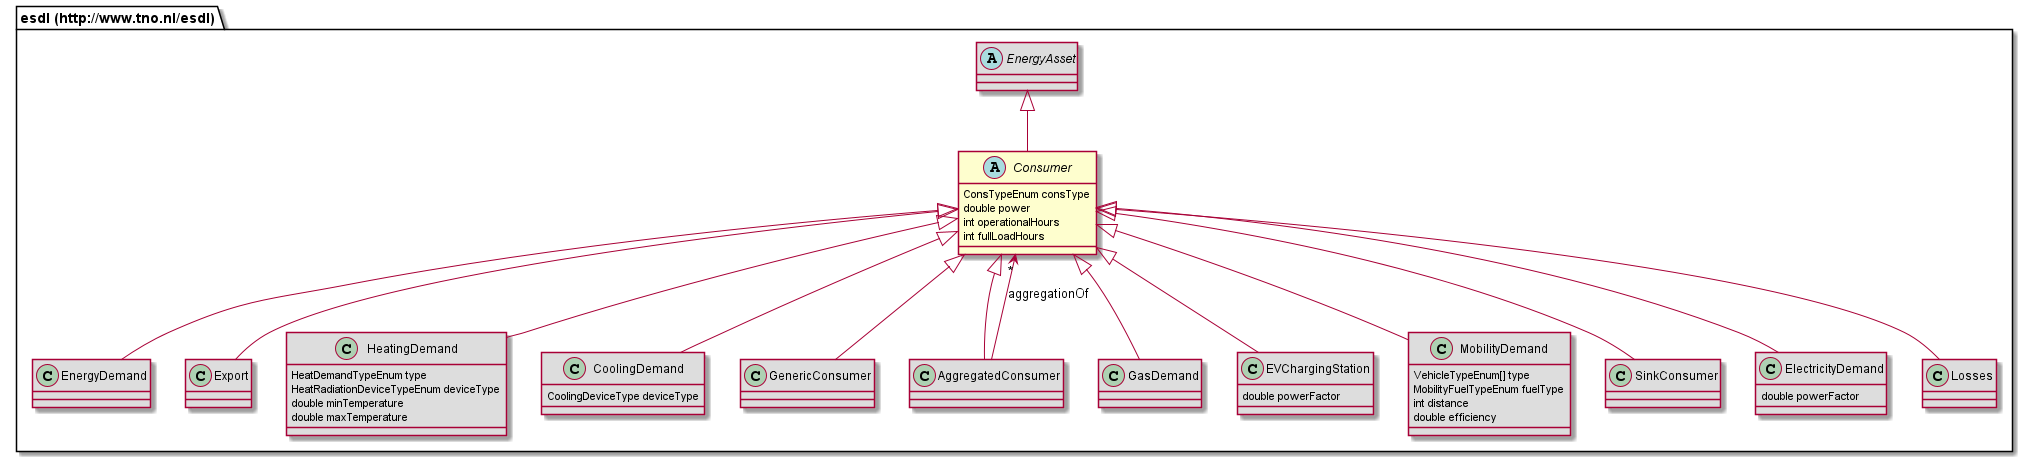 esdl (http://www.tno.nl/esdl)
A EnergyAsset
A Consumer
ConsTypeEnum consType
double power
int operationalHours
int fullLoadHours
*
aggregationOf
C EnergyDemand
C Export
C HeatingDemand
HeatDemandTypeEnum type
HeatRadiationDeviceTypeEnum deviceType
double minTemperature
double maxTemperature
C CoolingDemand
CoolingDeviceType deviceType
C GenericConsumer
C AggregatedConsumer
C GasDemand
C EVChargingStation
double powerFactor
C MobilityDemand
VehicleTypeEnum[] type
MobilityFuelTypeEnum fuelType
int distance
double efficiency
C SinkConsumer
C ElectricityDemand
double powerFactor
C Losses